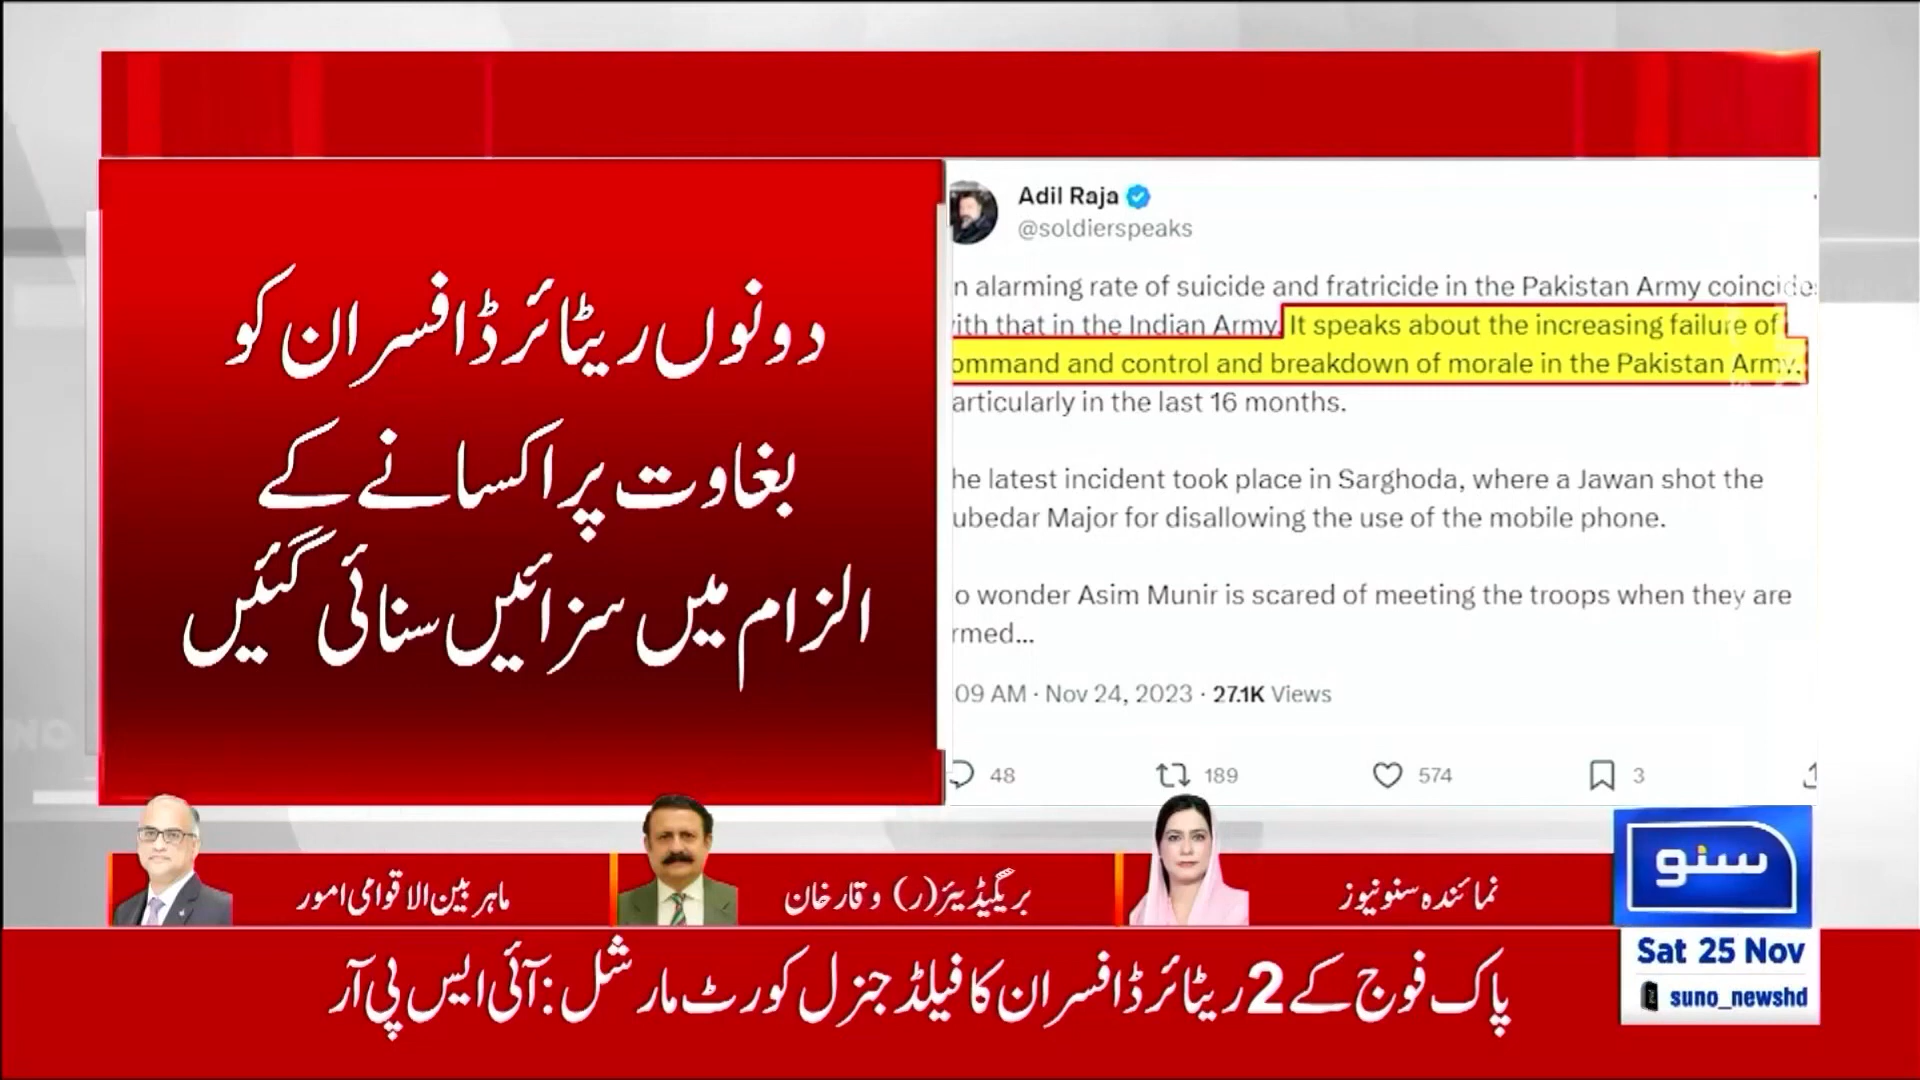 دونوں ریٹائرڈ افسران کو
بغاوت پر اکسانے کے
الزام میں سزائیں سنائی گئیں
Adil Raja
@soldierspeaks
n alarming rate of suicide and fratricide in the Pakistan Army coincide
ith that in the Indian Army. It speaks about the increasing failure of
ommand and control and breakdown of morale in the Pakistan Army,
articularly in the last 16 months.
he latest incident took place in Sarghoda, where a Jawan shot the
ubedar Major for disallowing the use of the mobile phone.
o wonder Asim Munir is scared of meeting the troops when they are
rmed...
:09 AM · Nov 24, 2023 · 27.1K Views
48 189 574 3
نمائندہ سنو نیوز
بریگیڈیئر (ر) وقار خان
ماہر بین الاقوامی امور
سنو
پاک فوج کے 2 ریٹائرڈ افسران کا فیلڈ جنرل کورٹ مارشل: آئی ایس پی آر
Sat 25 Nov
suno_newshd